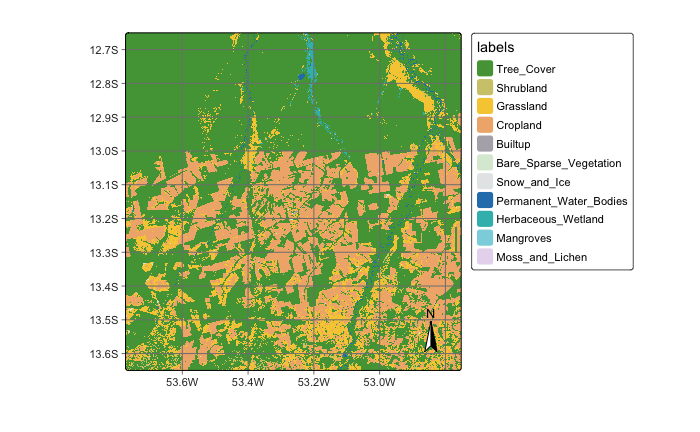 12.7S
12.8S
12.9S
13.0S
13.1S
13.2S
13.3S
13.4S
13.5S
13.6S
53.6W 53.4W 53.2W 53.0W
N
labels
Tree_Cover
Shrubland
Grassland
Cropland
Builtup
Bare_Sparse_Vegetation
Snow_and_Ice
Permanent_Water_Bodies
Herbaceous_Wetland
Mangroves
Moss_and_Lichen